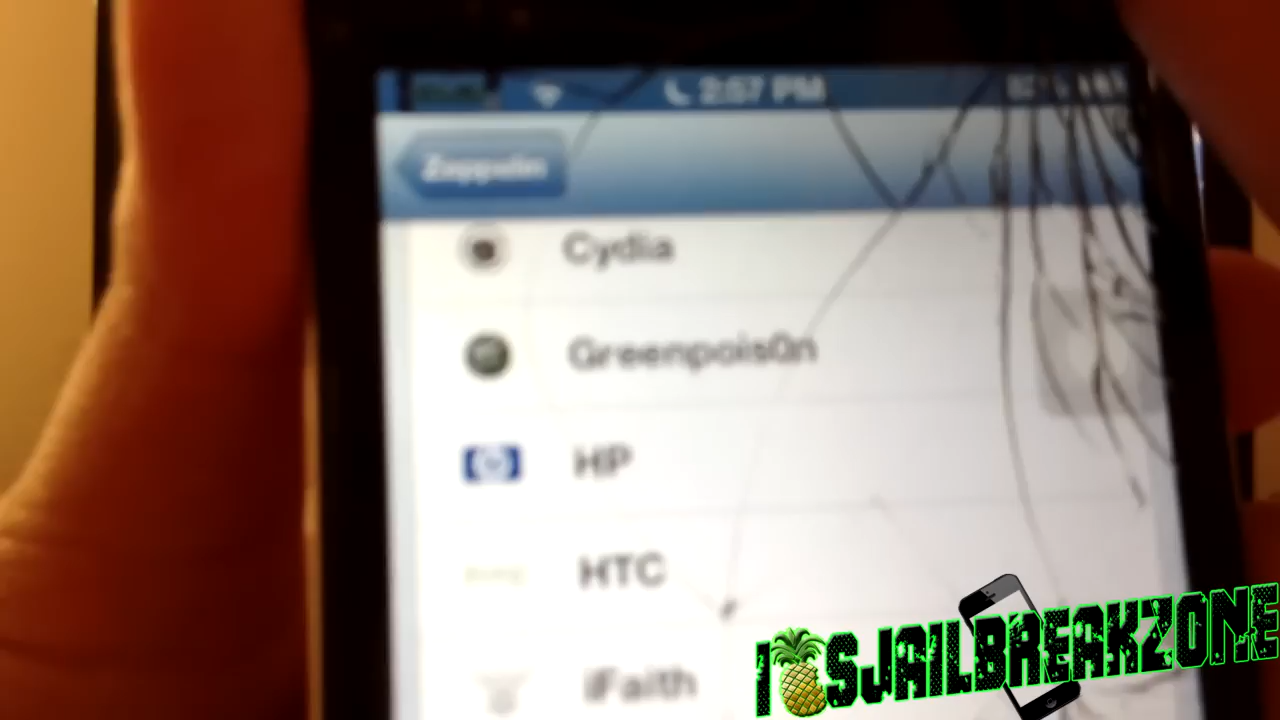 2:57 PM
Zeppelin
Cydia
Greenpois0n
HP
HTC
iFaith
IOSJAILBREAKZONE